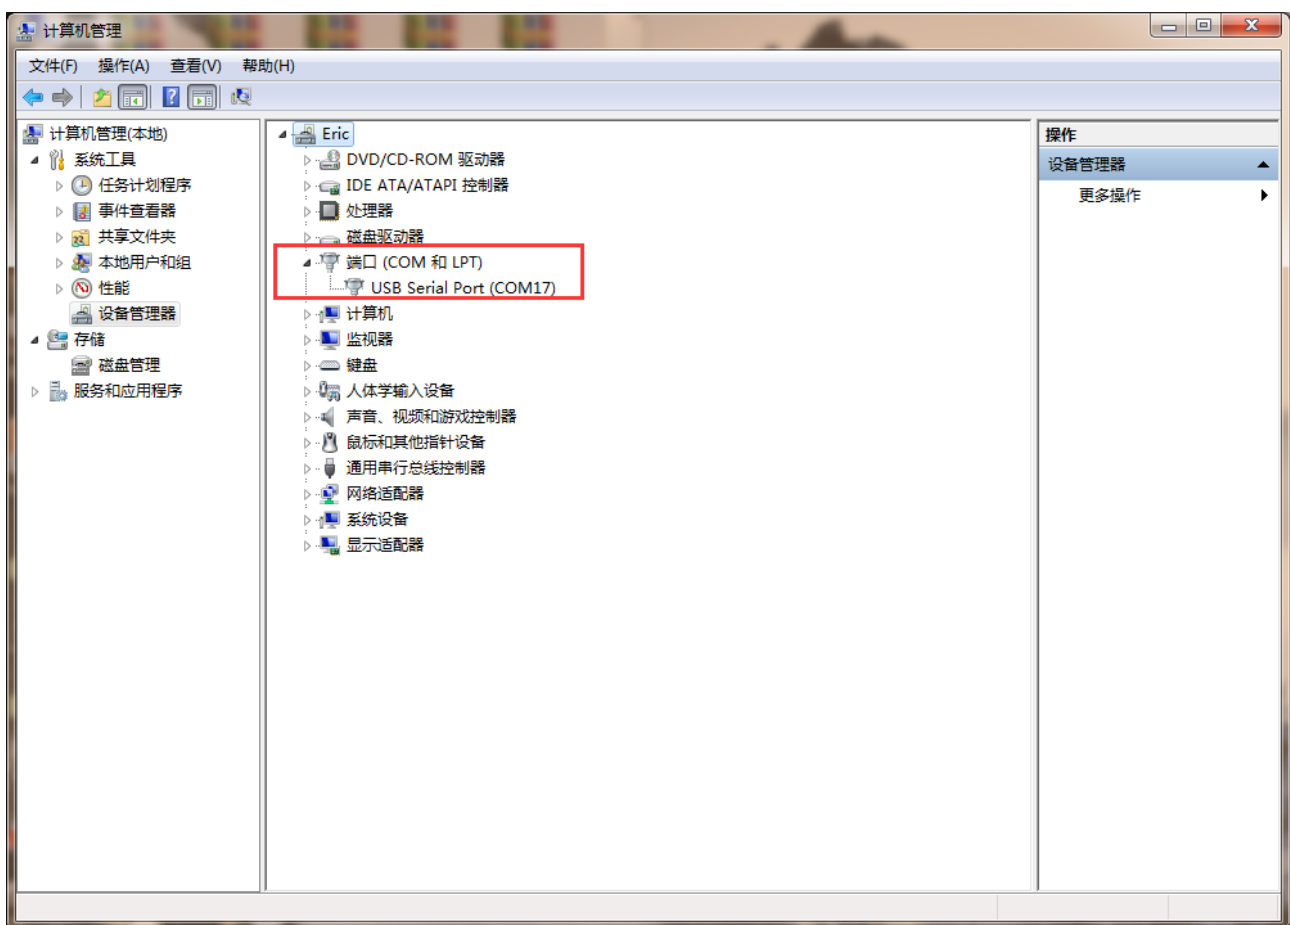 计算机管理
文件(F) 操作(A) 查看(V) 帮助(H)
计算机管理(本地)
系统工具
任务计划程序
事件查看器
共享文件夹
本地用户和组
性能
设备管理器
存储
磁盘管理
服务和应用程序
Eric
DVD/CD-ROM 驱动器
IDE ATA/ATAPI 控制器
处理器
磁盘驱动器
端口 (COM 和 LPT)
USB Serial Port (COM17)
计算机
监视器
键盘
人体学输入设备
声音、视频和游戏控制器
鼠标和其他指针设备
通用串行总线控制器
网络适配器
系统设备
显示适配器
操作
设备管理器
更多操作